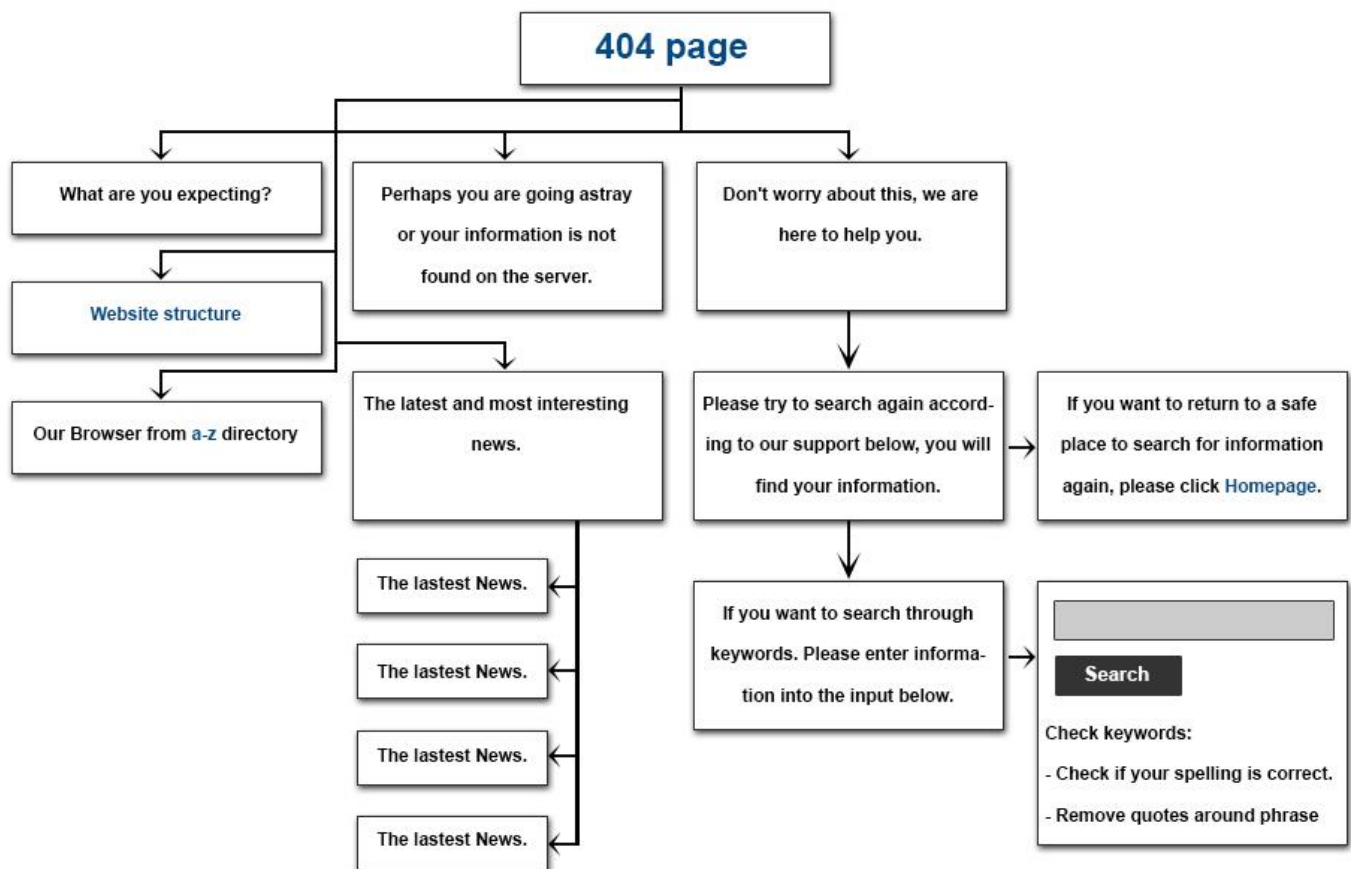 404 page
What are you expecting?
Perhaps you are going astray
or your information is not
found on the server.
Don't worry about this, we are
here to help you.
Website structure
Our Browser from a-z directory
The latest and most interesting
news.
Please try to search again accord-
ing to our support below, you will
find your information.
If you want to return to a safe
place to search for information
again, please click Homepage.
The lastest News.
The lastest News.
The lastest News.
The lastest News.
If you want to search through
keywords. Please enter informa-
tion into the input below.
Search
Check keywords:
- Check if your spelling is correct.
- Remove quotes around phrase